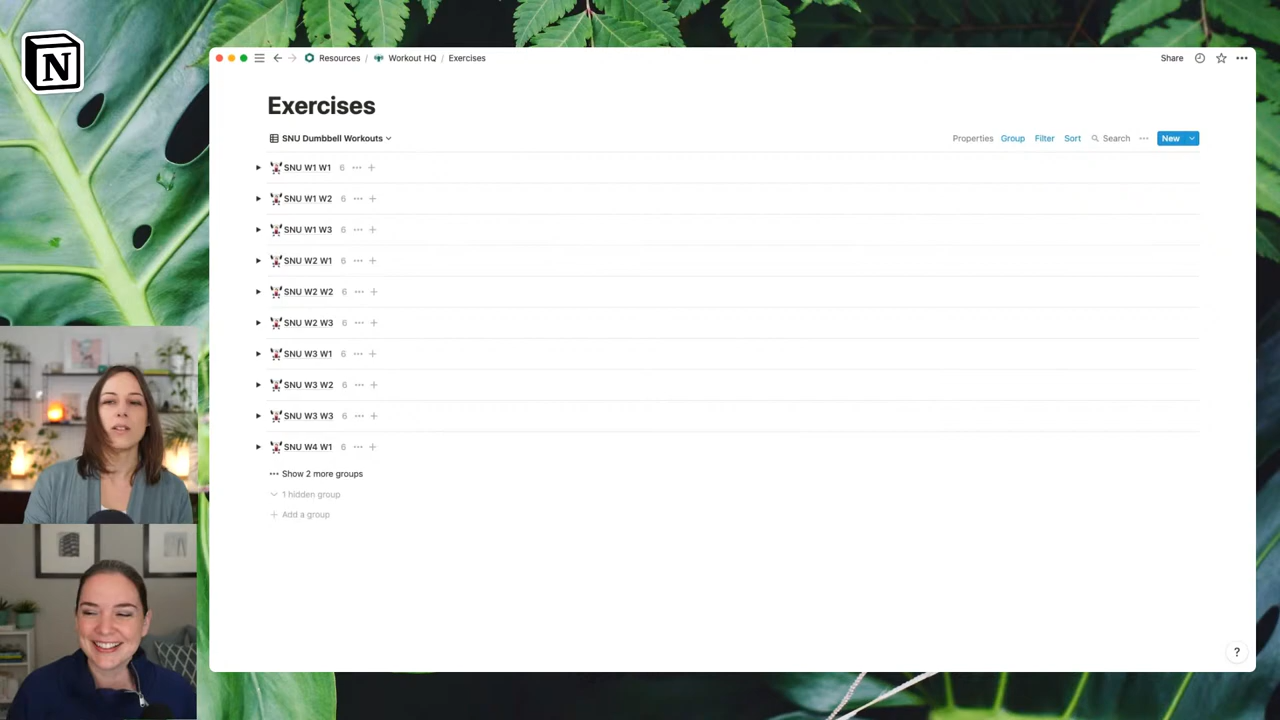 N
Resources / Workout HQ / Exercises
Share
Exercises
SNU Dumbbell Workouts
Properties Group Filter Sort Search New
SNU W1 W1 6
SNU W1 W2 6
SNU W1 W3 6
SNU W2 W1 6
SNU W2 W2 6
SNU W2 W3 6
SNU W3 W1 6
SNU W3 W2 6
SNU W3 W3 6
SNU W4 W1 6
Show 2 more groups
1 hidden group
Add a group
?